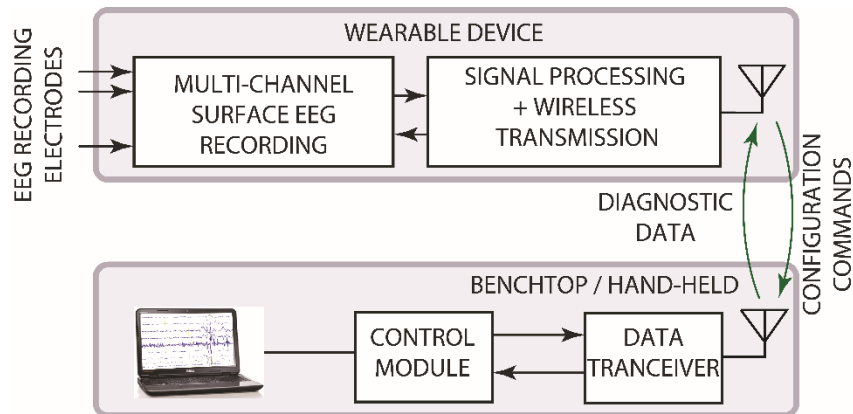 WEARABLE DEVICE
EEG RECORDING
ELECTRODES
MULTI-CHANNEL
SURFACE EEG
RECORDING
SIGNAL PROCESSING
+ WIRELESS
TRANSMISSION
DIAGNOSTIC
DATA
CONFIGURATION
COMMANDS
BENCHTOP / HAND-HELD
CONTROL
MODULE
DATA
TRANCEIVER